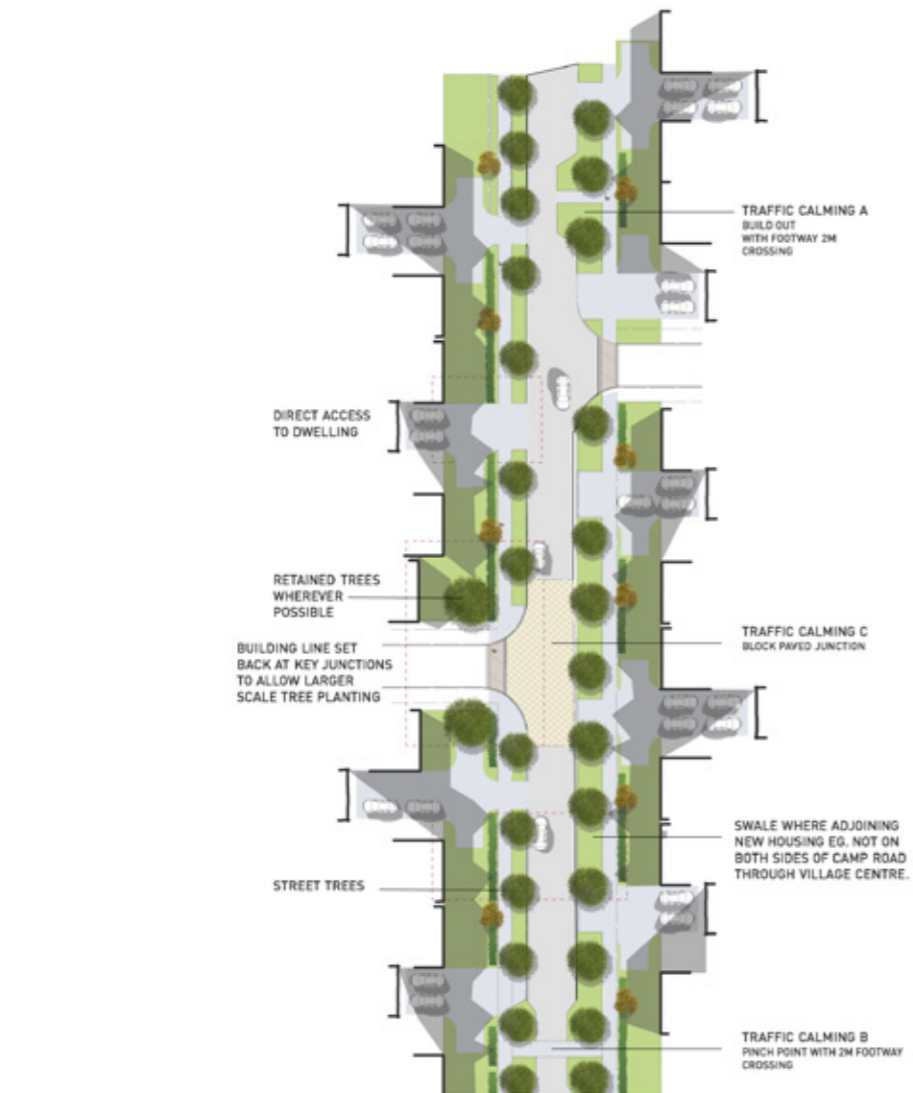 TRAFFIC CALMING A
BUILD OUT
WITH FOOTWAY 2M
CROSSING
DIRECT ACCESS
TO DWELLING
RETAINED TREES
WHEREVER
POSSIBLE
TRAFFIC CALMING C
BLOCK PAVED JUNCTION
BUILDING LINE SET
BACK AT KEY JUNCTIONS
TO ALLOW LARGER
SCALE TREE PLANTING
SWALE WHERE ADJOINING
NEW HOUSING EG. NOT ON
BOTH SIDES OF CAMP ROAD
THROUGH VILLAGE CENTRE.
STREET TREES
TRAFFIC CALMING B
PINCH POINT WITH 2M FOOTWAY
CROSSING